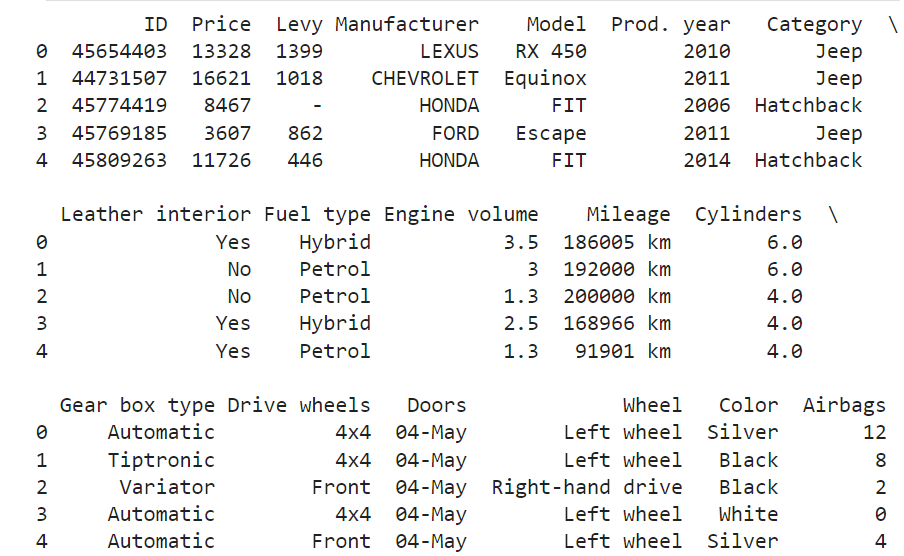 ID Price Levy Manufacturer Model Prod. year Category \
0 45654403 13328 1399 LEXUS RX 450 2010 Jeep
1 44731507 16621 1018 CHEVROLET Equinox 2011 Jeep
2 45774419 8467 - HONDA FIT 2006 Hatchback
3 45769185 3607 862 FORD Escape 2011 Jeep
4 45809263 11726 446 HONDA FIT 2014 Hatchback
Leather interior Fuel type Engine volume Mileage Cylinders \
0 Yes Hybrid 3.5 186005 km 6.0
1 No Petrol 3 192000 km 6.0
2 No Petrol 1.3 200000 km 4.0
3 Yes Hybrid 2.5 168966 km 4.0
4 Yes Petrol 1.3 91901 km 4.0
Gear box type Drive wheels Doors Wheel Color Airbags
0 Automatic 4x4 04-May Left wheel Silver 12
1 Tiptronic 4x4 04-May Left wheel Black 8
2 Variator Front 04-May Right-hand drive Black 2
3 Automatic 4x4 04-May Left wheel White 0
4 Automatic Front 04-May Left wheel Silver 4